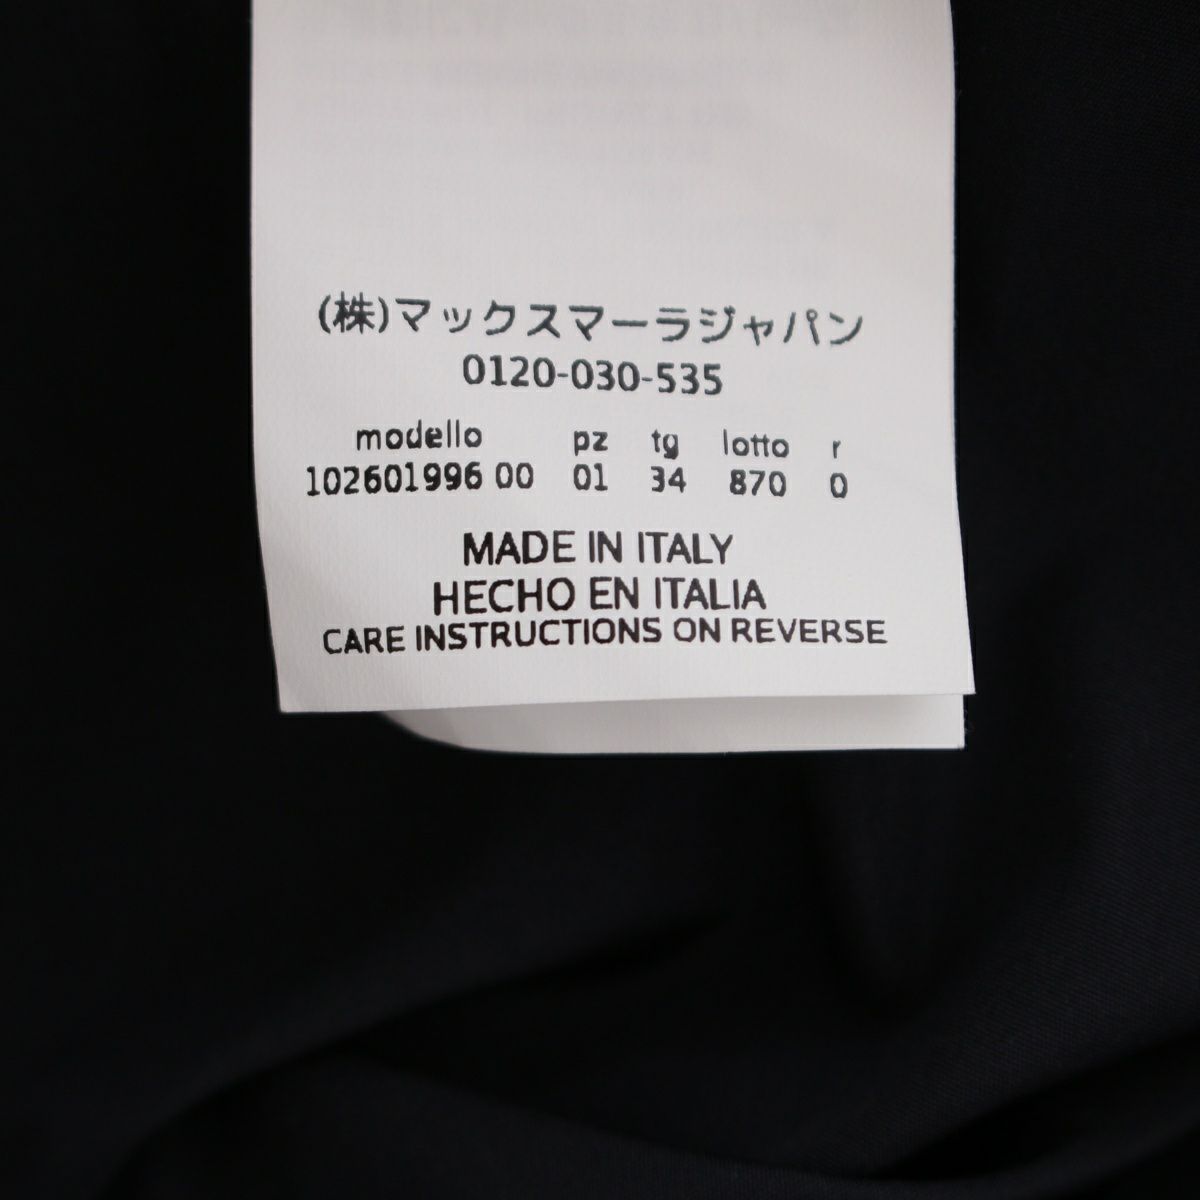 (株)マックスマーラジャパン
0120-030-535
modello pz tg lotto r
102601996 00 01 34 870 0
MADE IN ITALY
HECHO EN ITALIA
CARE INSTRUCTIONS ON REVERSE